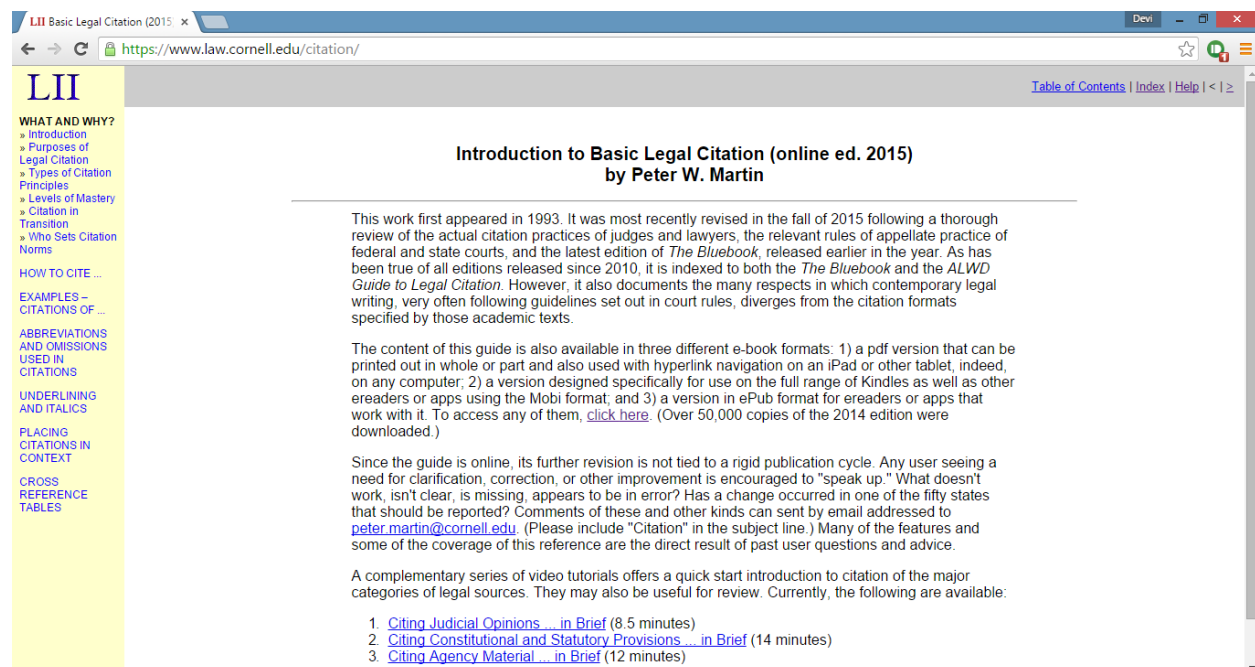 LII Basic Legal Citation (2015
Devi
https://www.law.cornell.edu/citation/
LII
Table of Contents | Index | Help | < | >
WHAT AND WHY?
» Introduction
» Purposes of
Legal Citation
» Types of Citation
Principles
» Levels of Mastery
» Citation in
Transition
» Who Sets Citation
Norms
HOW TO CITE ...
EXAMPLES –
CITATIONS OF ...
ABBREVIATIONS
AND OMISSIONS
USED IN
CITATIONS
UNDERLINING
AND ITALICS
PLACING
CITATIONS IN
CONTEXT
CROSS
REFERENCE
TABLES
Introduction to Basic Legal Citation (online ed. 2015)
by Peter W. Martin
This work first appeared in 1993. It was most recently revised in the fall of 2015 following a thorough
review of the actual citation practices of judges and lawyers, the relevant rules of appellate practice of
federal and state courts, and the latest edition of The Bluebook, released earlier in the year. As has
been true of all editions released since 2010, it is indexed to both the The Bluebook and the ALWD
Guide to Legal Citation. However, it also documents the many respects in which contemporary legal
writing, very often following guidelines set out in court rules, diverges from the citation formats
specified by those academic texts.
The content of this guide is also available in three different e-book formats: 1) a pdf version that can be
printed out in whole or part and also used with hyperlink navigation on an iPad or other tablet, indeed,
on any computer; 2) a version designed specifically for use on the full range of Kindles as well as other
ereaders or apps using the Mobi format; and 3) a version in ePub format for ereaders or apps that
work with it. To access any of them, click here. (Over 50,000 copies of the 2014 edition were
downloaded.)
Since the guide is online, its further revision is not tied to a rigid publication cycle. Any user seeing a
need for clarification, correction, or other improvement is encouraged to "speak up." What doesn't
work, isn't clear, is missing, appears to be in error? Has a change occurred in one of the fifty states
that should be reported? Comments of these and other kinds can sent by email addressed to
peter.martin@cornell.edu. (Please include "Citation" in the subject line.) Many of the features and
some of the coverage of this reference are the direct result of past user questions and advice.
A complementary series of video tutorials offers a quick start introduction to citation of the major
categories of legal sources. They may also be useful for review. Currently, the following are available:
1. Citing Judicial Opinions ... in Brief (8.5 minutes)
2. Citing Constitutional and Statutory Provisions ... in Brief (14 minutes)
3. Citing Agency Material ... in Brief (12 minutes)